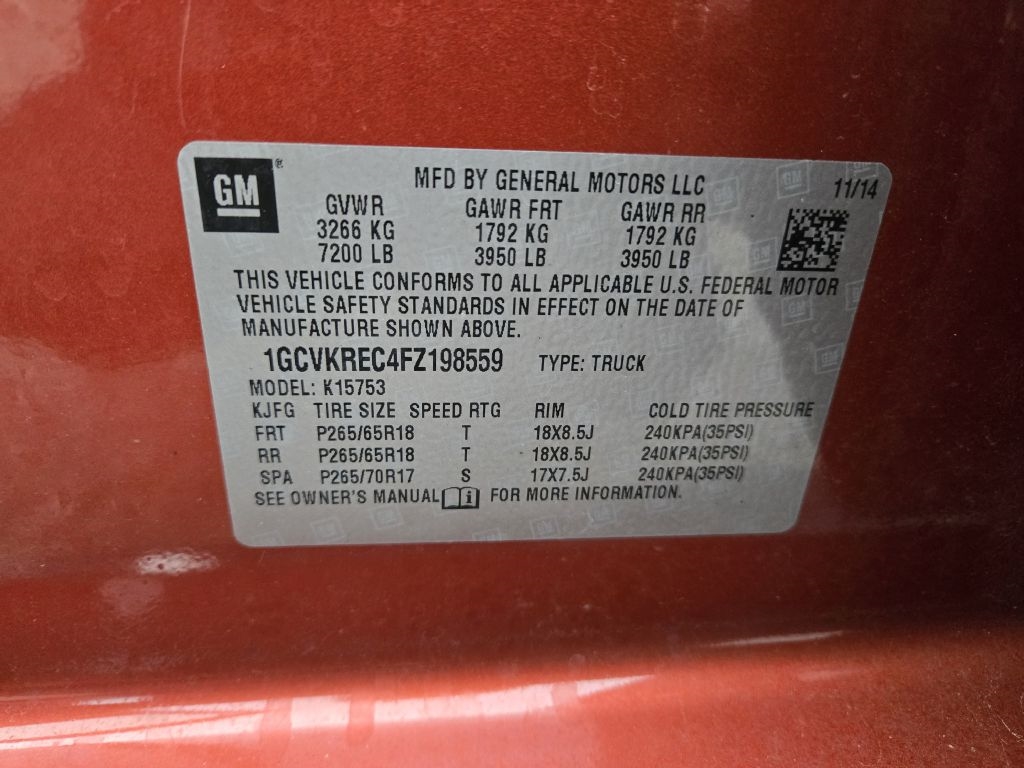 GM®
MFD BY GENERAL MOTORS LLC 11/14
GVWR GAWR FRT GAWR RR
3266 KG 1792 KG 1792 KG
7200 LB 3950 LB 3950 LB
THIS VEHICLE CONFORMS TO ALL APPLICABLE U.S. FEDERAL MOTOR
VEHICLE SAFETY STANDARDS IN EFFECT ON THE DATE OF
MANUFACTURE SHOWN ABOVE.
1GCVKREC4FZ198559 TYPE: TRUCK
MODEL: K15753
KJFG TIRE SIZE SPEED RTG RIM COLD TIRE PRESSURE
FRT P265/65R18 T 18X8.5J 240KPA(35PSI)
RR P265/65R18 T 18X8.5J 240KPA(35PSI)
SPA P265/70R17 S 17X7.5J 240KPA(35PSI)
SEE OWNER'S MANUAL i FOR MORE INFORMATION.